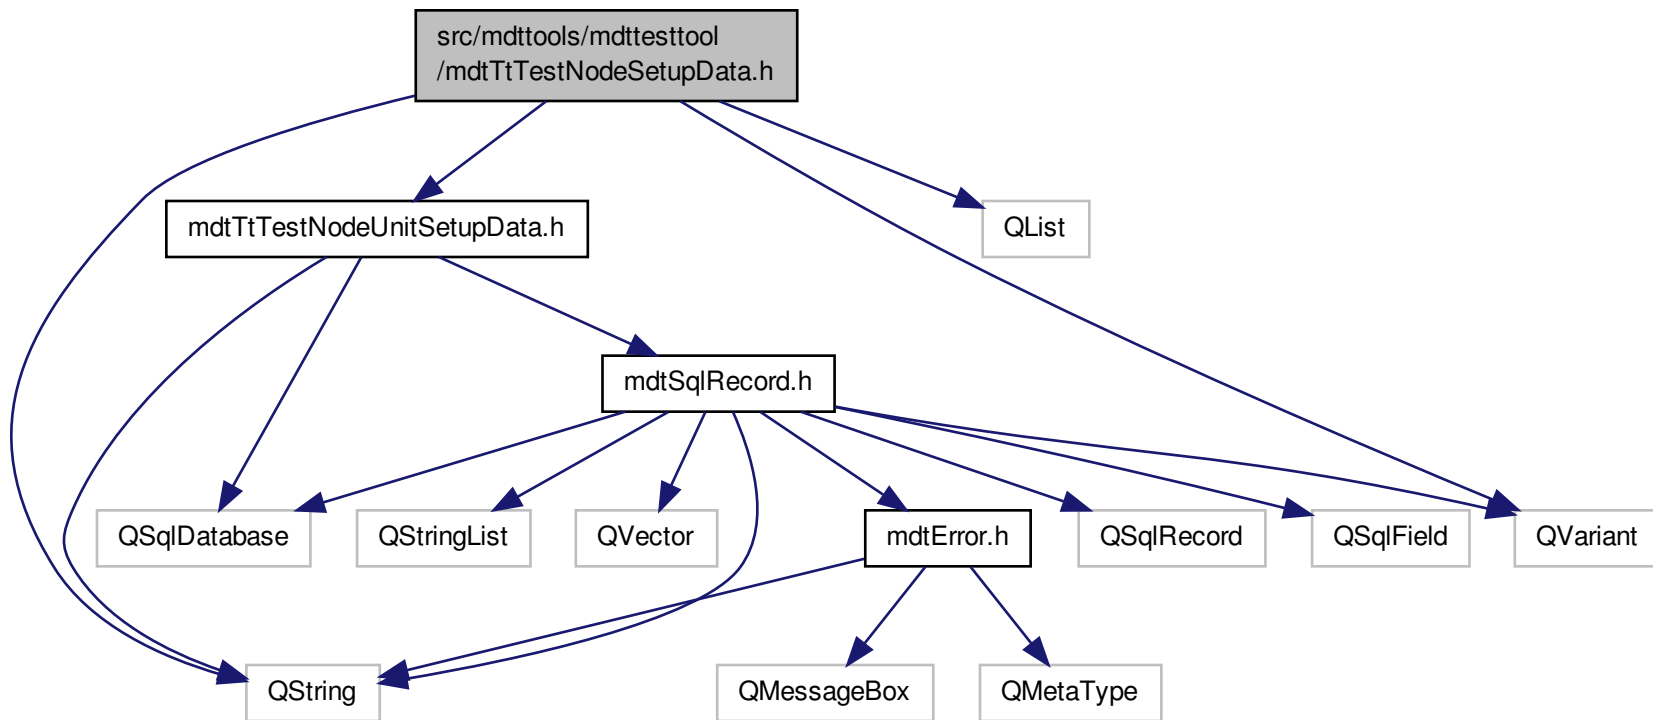 src/mdttools/mdttesttool
/mdtTtTestNodeSetupData.h
mdtTtTestNodeUnitSetupData.h
QList
mdtSqlRecord.h
QSqlDatabase
QStringList
QVector
mdtError.h
QSqlRecord
QSqlField
QVariant
QString
QMessageBox
QMetaType